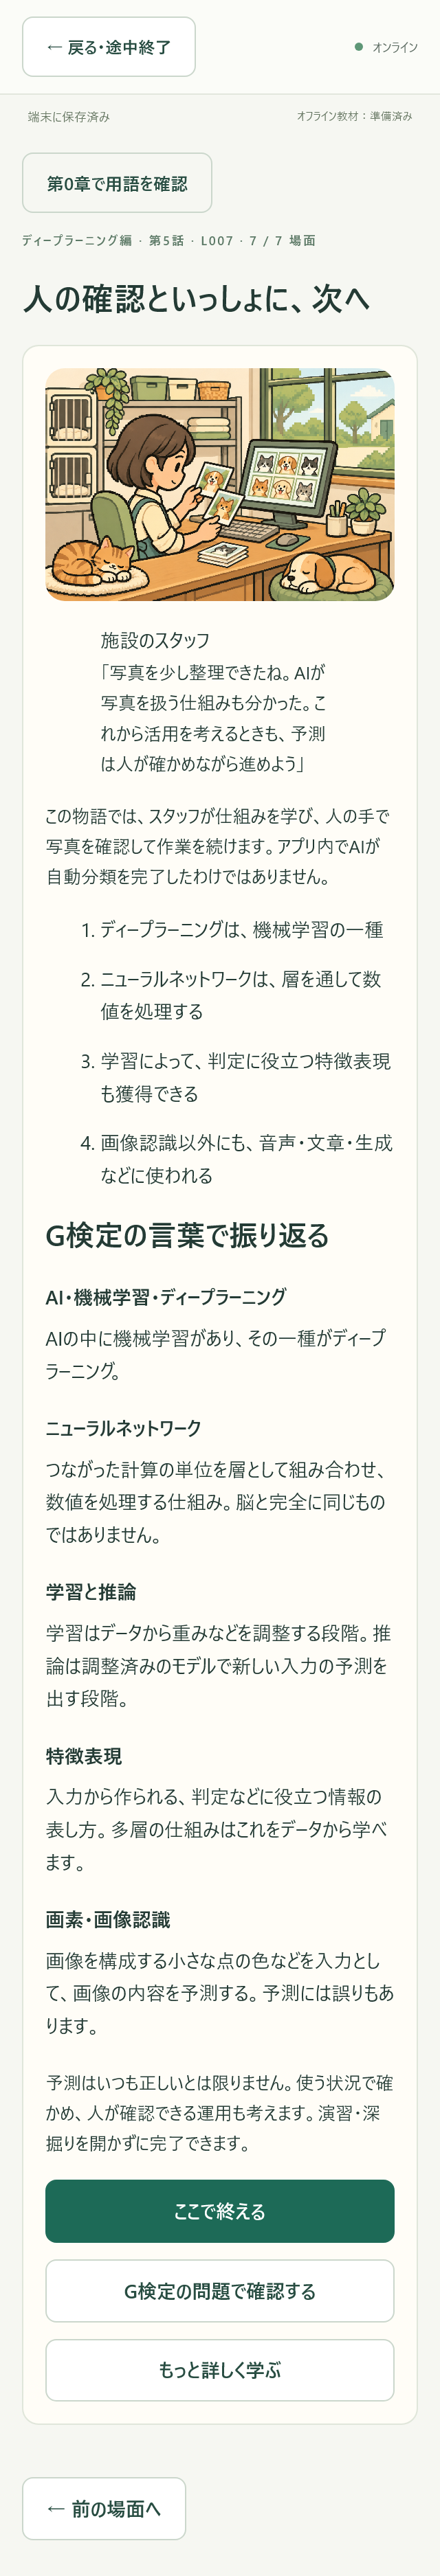 ← 戻る・途中終了
オンライン
端末に保存済み
オフライン教材：準備済み
第0章で用語を確認
ディープラーニング編 · 第5話 · L007 · 7 / 7 場面
人の確認といっしょに、次へ
施設のスタッフ
「写真を少し整理できたね。AIが
写真を扱う仕組みも分かった。こ
れから活用を考えるときも、予測
は人が確かめながら進めよう」
この物語では、スタッフが仕組みを学び、人の手で
写真を確認して作業を続けます。アプリ内でAIが
自動分類を完了したわけではありません。
1. ディープラーニングは、機械学習の一種
2. ニューラルネットワークは、層を通して数
値を処理する
3. 学習によって、判定に役立つ特徴表現
も獲得できる
4. 画像認識以外にも、音声・文章・生成
などに使われる
G検定の言葉で振り返る
AI・機械学習・ディープラーニング
AIの中に機械学習があり、その一種がディープ
ラーニング。
ニューラルネットワーク
つながった計算の単位を層として組み合わせ、
数値を処理する仕組み。脳と完全に同じもの
ではありません。
学習と推論
学習はデータから重みなどを調整する段階。推
論は調整済みのモデルで新しい入力の予測を
出す段階。
特徴表現
入力から作られる、判定などに役立つ情報の
表し方。多層の仕組みはこれをデータから学べ
ます。
画素・画像認識
画像を構成する小さな点の色などを入力とし
て、画像の内容を予測する。予測には誤りもあ
ります。
予測はいつも正しいとは限りません。使う状況で確
かめ、人が確認できる運用も考えます。演習・深
掘りを開かずに完了できます。
ここで終える
G検定の問題で確認する
もっと詳しく学ぶ
← 前の場面へ